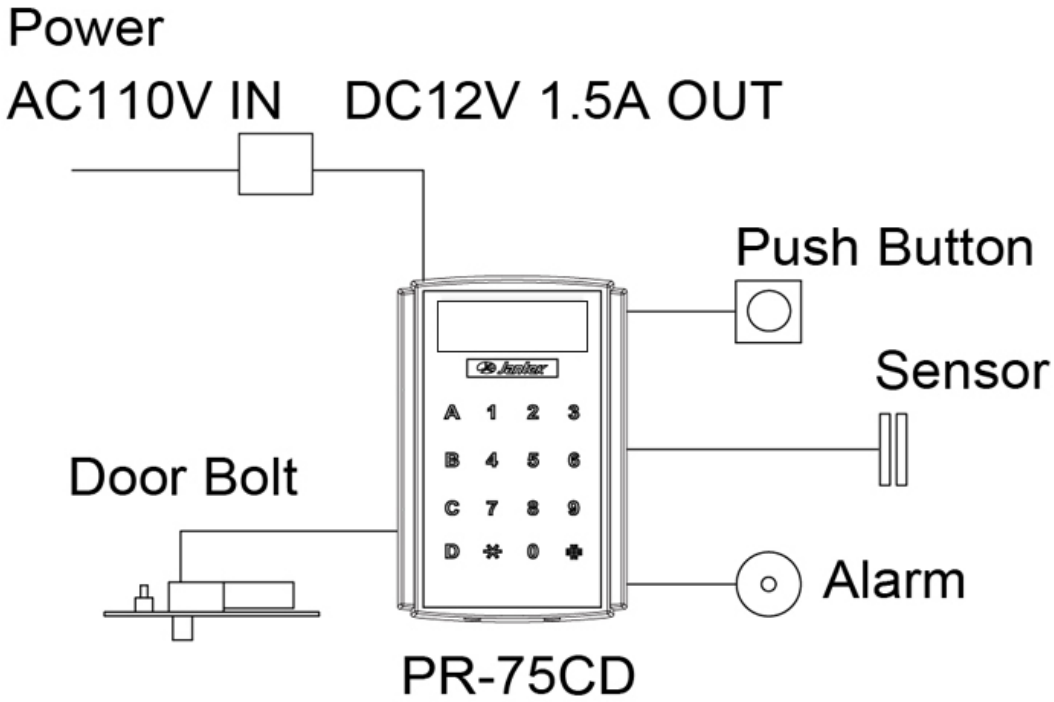 Power
AC110V IN DC12V 1.5A OUT
Push Button
Jantek
Sensor
A 1 2 3
B 4 5 6
Door Bolt
C 7 8 9
D * 0 #
Alarm
PR-75CD